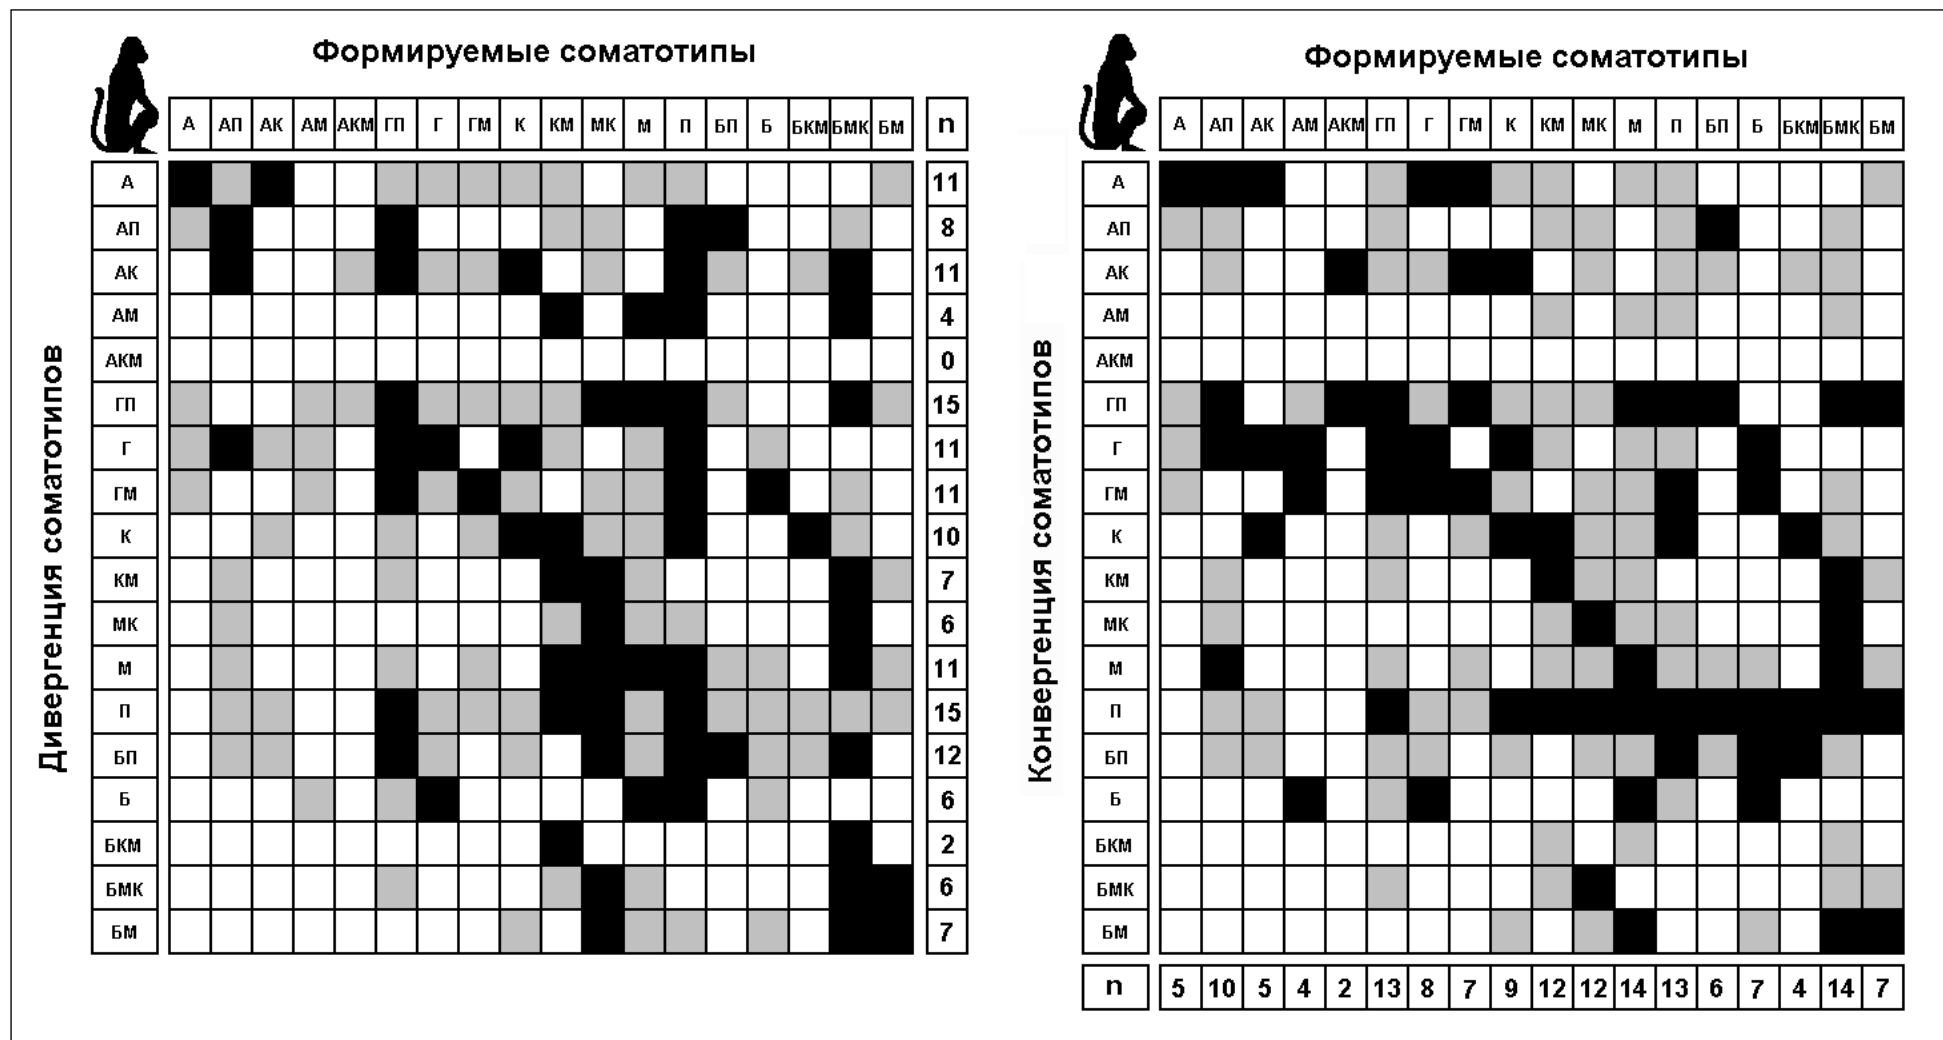 Формируемые соматотипы
А АП АК АМ АКМ ГП Г ГМ К КМ МК М П БП Б БКМ БМК БМ n
Дивергенция соматотипов
А 11
АП 8
АК 11
АМ 4
АКМ 0
ГП 15
Г 11
ГМ 11
К 10
КМ 7
МК 6
М 11
П 15
БП 12
Б 6
БКМ 2
БМК 6
БМ 7
Формируемые соматотипы
А АП АК АМ АКМ ГП Г ГМ К КМ МК М П БП Б БКМ БМК БМ
Конвергенция соматотипов
А
АП
АК
АМ
АКМ
ГП
Г
ГМ
К
КМ
МК
М
П
БП
Б
БКМ
БМК
БМ
n 5 10 5 4 2 13 8 7 9 12 12 14 13 6 7 4 14 7